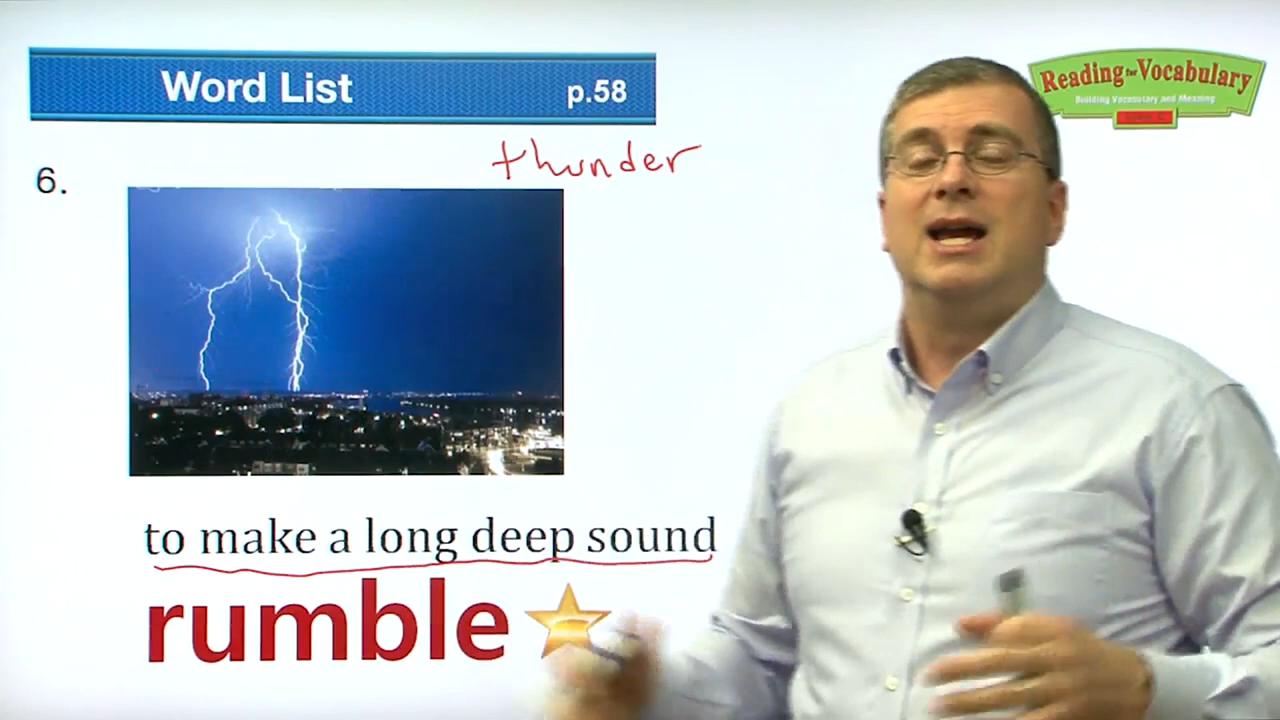 Word List p.58
Reading for Vocabulary
Building Vocabulary and Meaning
thunder
6.
to make a long deep sound
rumble